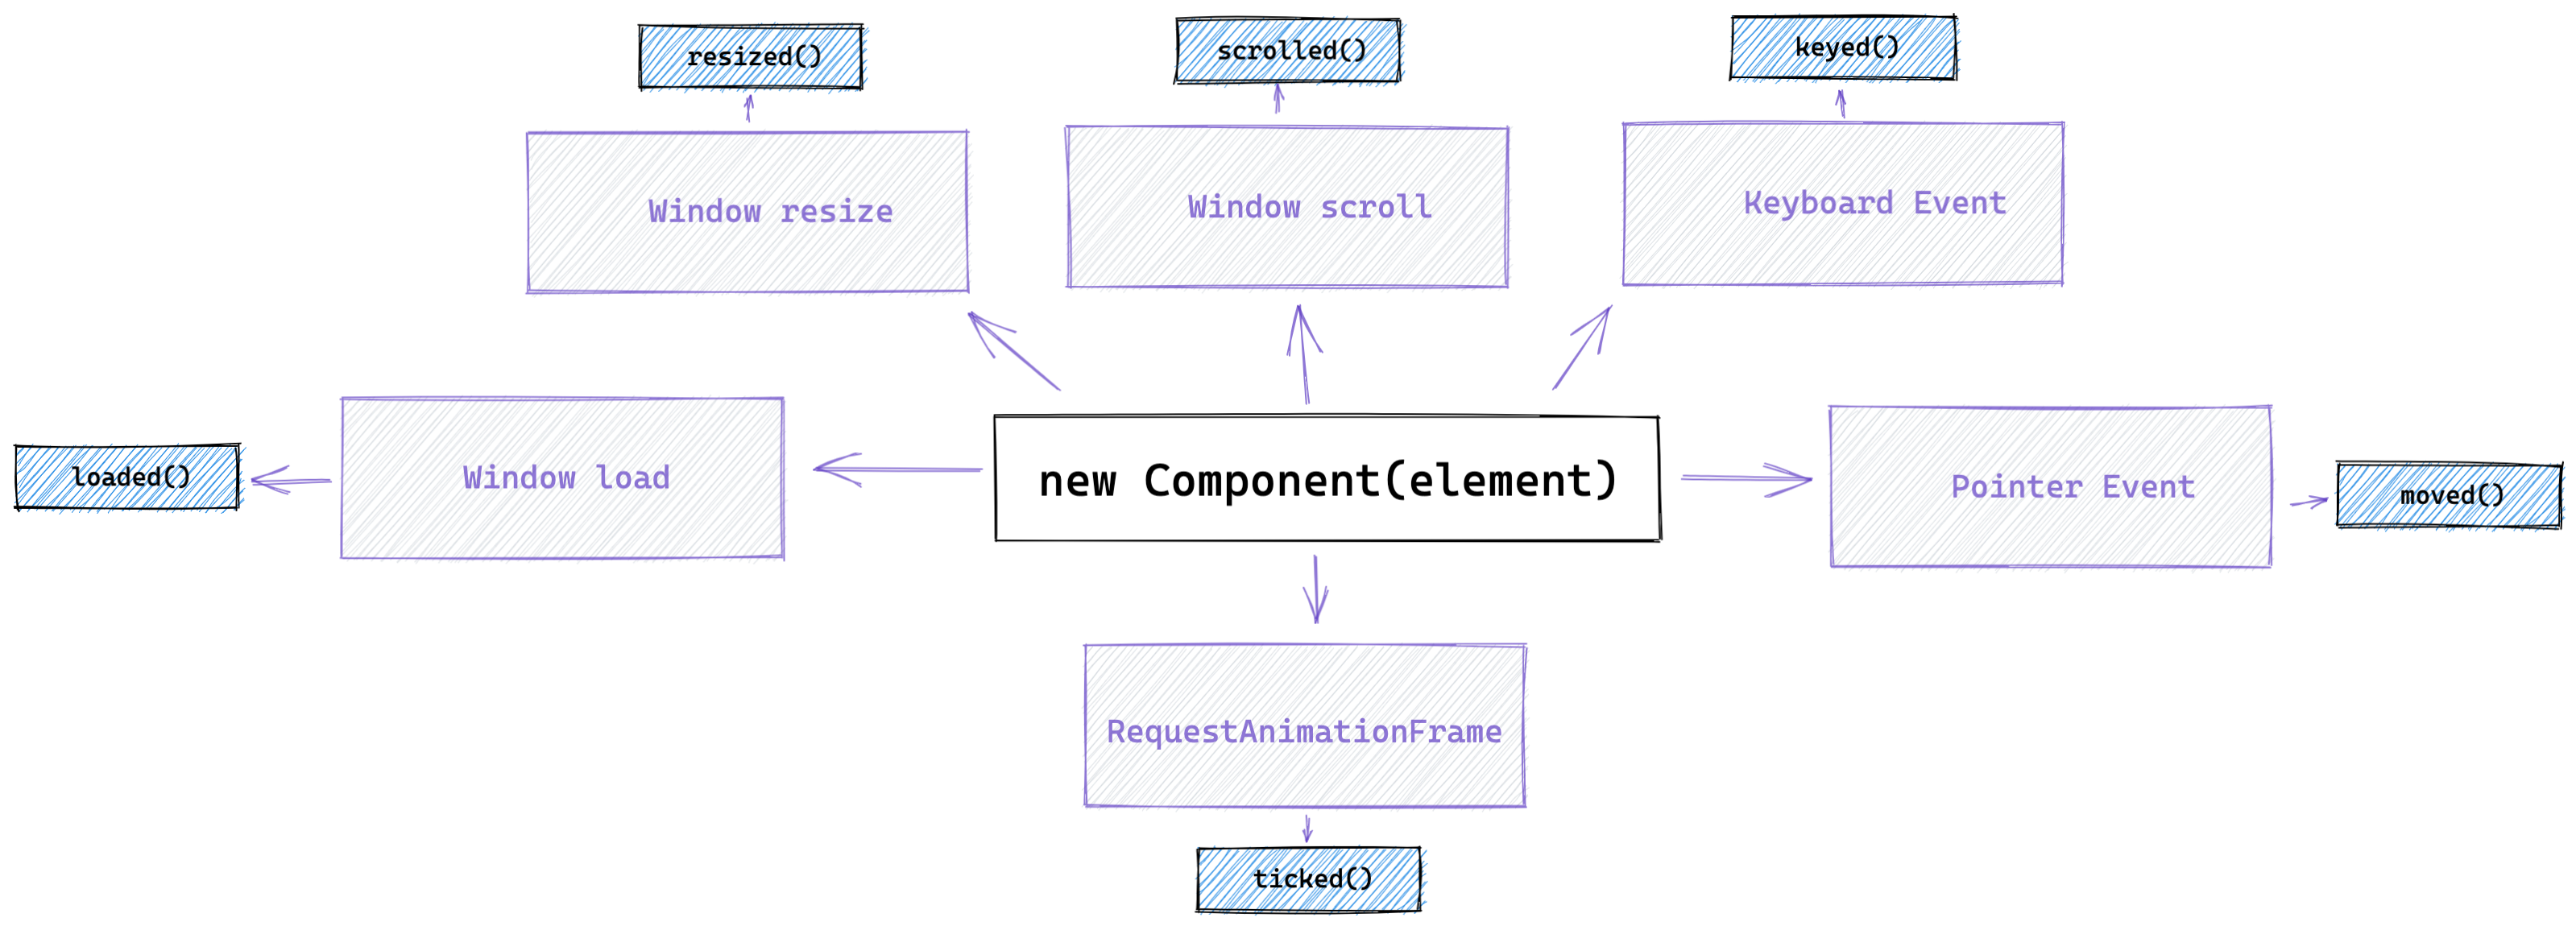 resized()
scrolled()
keyed()
Window resize
Window scroll
Keyboard Event
loaded()
Window load
new Component(element)
Pointer Event
moved()
RequestAnimationFrame
ticked()